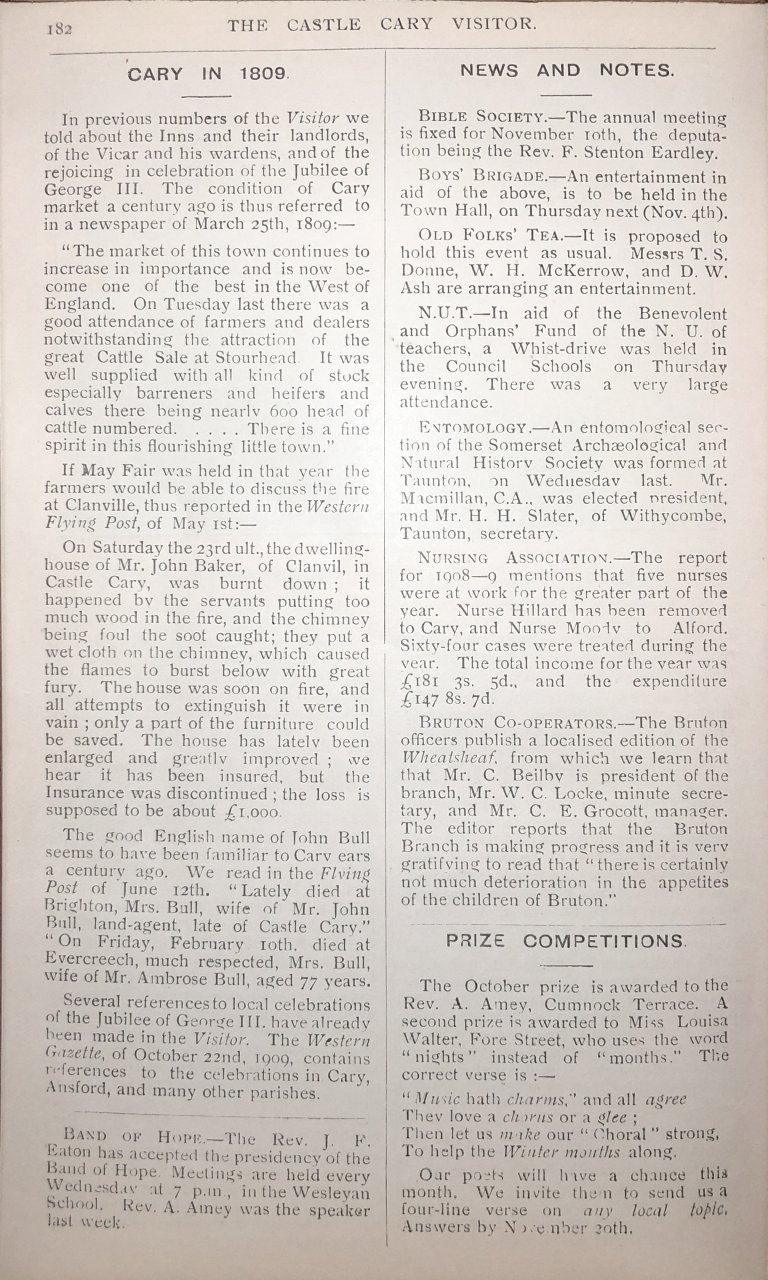 182
THE CASTLE CARY VISITOR.
CARY IN 1809.
In previous numbers of the Visitor we
told about the Inns and their landlords,
of the Vicar and his wardens, and of the
rejoicing in celebration of the Jubilee of
George III. The condition of Cary
market a century ago is thus referred to
in a newspaper of March 25th, 1809:—
"The market of this town continues to
increase in importance and is now be-
come one of the best in the West of
England. On Tuesday last there was a
good attendance of farmers and dealers
notwithstanding the attraction of the
great Cattle Sale at Stourhead. It was
well supplied with all kind of stock
especially barreners and heifers and
calves there being nearly 600 head of
cattle numbered. . . . . There is a fine
spirit in this flourishing little town."
If May Fair was held in that year the
farmers would be able to discuss the fire
at Clanville, thus reported in the Western
Flying Post, of May 1st:—
On Saturday the 23rd ult., the dwelling-
house of Mr. John Baker, of Clanvil, in
Castle Cary, was burnt down ; it
happened by the servants putting too
much wood in the fire, and the chimney
being foul the soot caught; they put a
wet cloth on the chimney, which caused
the flames to burst below with great
fury. The house was soon on fire, and
all attempts to extinguish it were in
vain ; only a part of the furniture could
be saved. The house has lately been
enlarged and greatly improved ; we
hear it has been insured, but the
Insurance was discontinued ; the loss is
supposed to be about £1,000.
The good English name of John Bull
seems to have been familiar to Cary ears
a century ago. We read in the Flying
Post of June 12th. "Lately died at
Brighton, Mrs. Bull, wife of Mr. John
Bull, land-agent, late of Castle Cary."
"On Friday, February 10th. died at
Evercreech, much respected, Mrs. Bull,
wife of Mr. Ambrose Bull, aged 77 years.
Several references to local celebrations
of the Jubilee of George III. have already
been made in the Visitor. The Western
Gazette, of October 22nd, 1909, contains
references to the celebrations in Cary,
Ansford, and many other parishes.
BAND OF HOPE.—The Rev. J. F.
Eaton has accepted the presidency of the
Band of Hope. Meetings are held every
Wednesday at 7 p.m., in the Wesleyan
School. Rev. A. Amey was the speaker
last week.
NEWS AND NOTES.
BIBLE SOCIETY.—The annual meeting
is fixed for November 10th, the deputa-
tion being the Rev. F. Stenton Eardley.
BOYS' BRIGADE.—An entertainment in
aid of the above, is to be held in the
Town Hall, on Thursday next (Nov. 4th).
OLD FOLKS' TEA.—It is proposed to
hold this event as usual. Messrs T. S.
Donne, W. H. McKerrow, and D. W.
Ash are arranging an entertainment.
N.U.T.—In aid of the Benevolent
and Orphans' Fund of the N. U. of
teachers, a Whist-drive was held in
the Council Schools on Thursday
evening. There was a very large
attendance.
ENTOMOLOGY.—An entomological sec-
tion of the Somerset Archæological and
Natural History Society was formed at
Taunton, on Wednesday last. Mr.
Macmillan, C.A., was elected president,
and Mr. H. H. Slater, of Withycombe,
Taunton, secretary.
NURSING ASSOCIATION.—The report
for 1908—9 mentions that five nurses
were at work for the greater part of the
year. Nurse Hillard has been removed
to Cary, and Nurse Moody to Alford.
Sixty-four cases were treated during the
year. The total income for the year was
£181 3s. 5d., and the expenditure
£147 8s. 7d.
BRUTON CO-OPERATORS.—The Bruton
officers publish a localised edition of the
Wheatsheaf, from which we learn that
that Mr. C. Beilby is president of the
branch, Mr. W. C. Locke, minute secre-
tary, and Mr. C. E. Grocott, manager.
The editor reports that the Bruton
Branch is making progress and it is very
gratifying to read that "there is certainly
not much deterioration in the appetites
of the children of Bruton."
PRIZE COMPETITIONS.
The October prize is awarded to the
Rev. A. Amey, Cumnock Terrace. A
second prize is awarded to Miss Louisa
Walter, Fore Street, who uses the word
"nights" instead of "months." The
correct verse is :—
"Music hath charms," and all agree
They love a chorus or a glee ;
Then let us make our "Choral" strong,
To help the Winter months along.
Our poets will have a chance this
month. We invite them to send us a
four-line verse on any local topic.
Answers by November 20th.